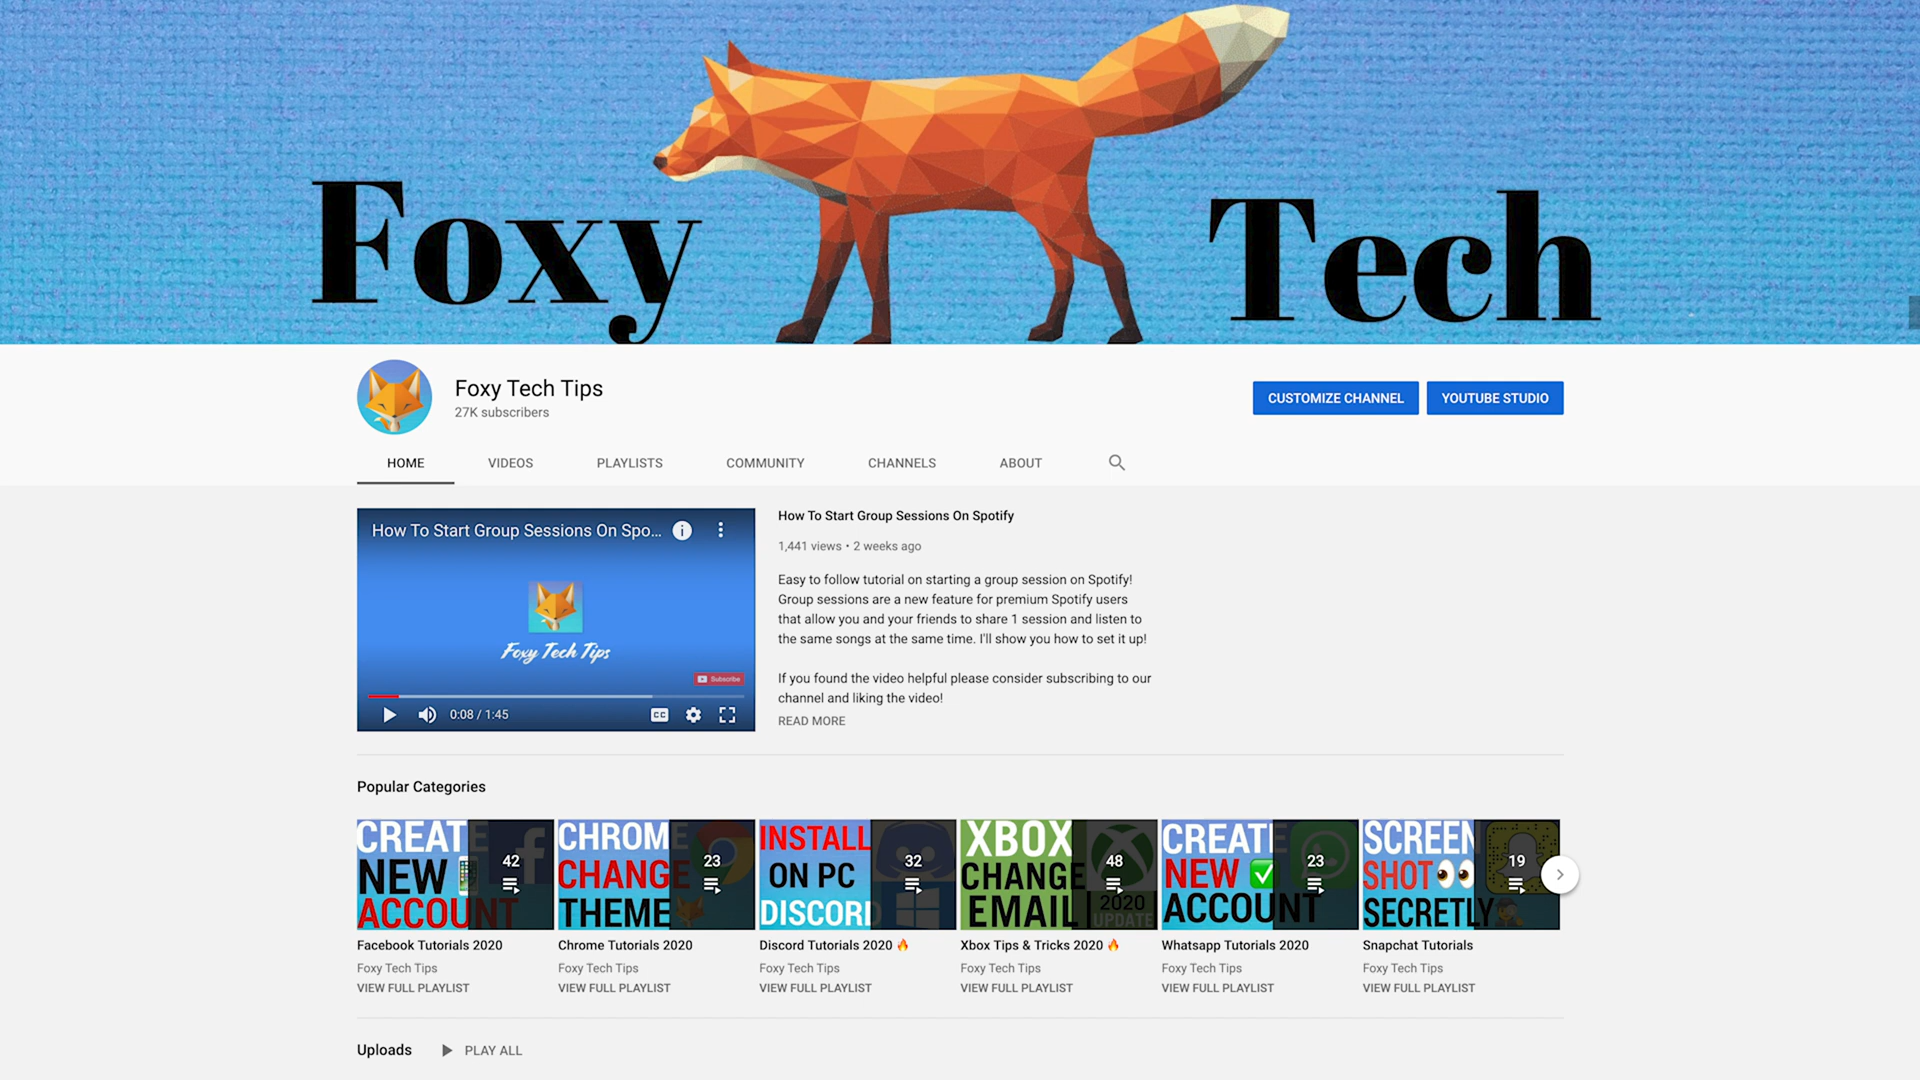 Foxy Tech
Foxy Tech Tips
27K subscribers
CUSTOMIZE CHANNEL
YOUTUBE STUDIO
HOME
VIDEOS
PLAYLISTS
COMMUNITY
CHANNELS
ABOUT
How To Start Group Sessions On Spo...
Foxy Tech Tips
Subscribe
0:08 / 1:45
CC
How To Start Group Sessions On Spotify
1,441 views • 2 weeks ago
Easy to follow tutorial on starting a group session on Spotify!
Group sessions are a new feature for premium Spotify users
that allow you and your friends to share 1 session and listen to
the same songs at the same time. I'll show you how to set it up!
If you found the video helpful please consider subscribing to our
channel and liking the video!
READ MORE
Popular Categories
CREATE
NEW
ACCOUNT
42
Facebook Tutorials 2020
Foxy Tech Tips
VIEW FULL PLAYLIST
CHROME
CHANGE
THEME
23
Chrome Tutorials 2020
Foxy Tech Tips
VIEW FULL PLAYLIST
INSTALL
ON PC
DISCORD
32
Discord Tutorials 2020 🔥
Foxy Tech Tips
VIEW FULL PLAYLIST
XBOX
CHANGE
EMAIL
2020
UPDATE
48
Xbox Tips & Tricks 2020 🔥
Foxy Tech Tips
VIEW FULL PLAYLIST
CREATE
NEW ✅
ACCOUNT
23
Whatsapp Tutorials 2020
Foxy Tech Tips
VIEW FULL PLAYLIST
SCREEN
SHOT 👀
SECRETLY
19
Snapchat Tutorials
Foxy Tech Tips
VIEW FULL PLAYLIST
Uploads
PLAY ALL